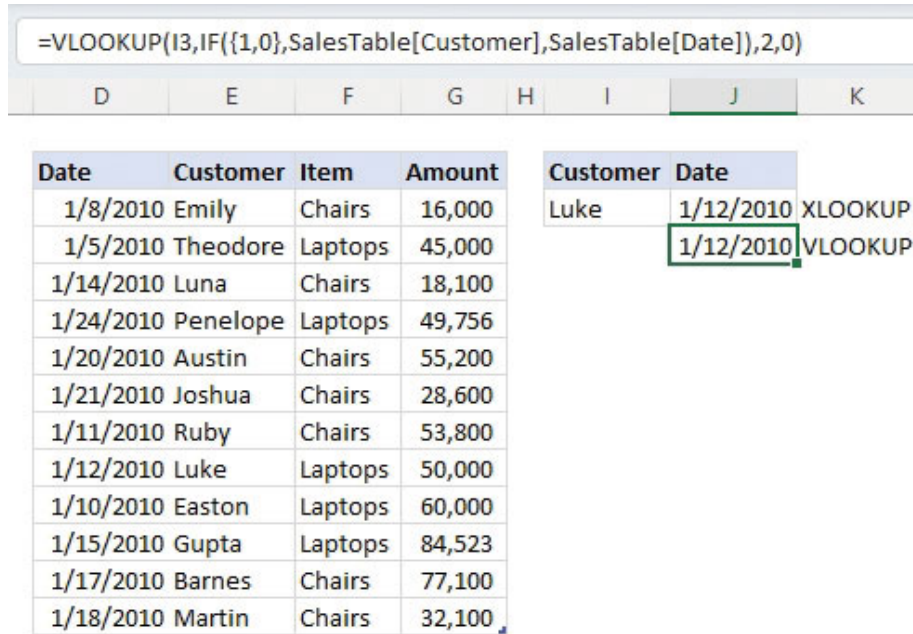 =VLOOKUP(I3,IF({1,0},SalesTable[Customer],SalesTable[Date]),2,0)
D E F G H I J K
Date Customer Item Amount Customer Date
1/8/2010 Emily Chairs 16,000 Luke 1/12/2010 XLOOKUP
1/5/2010 Theodore Laptops 45,000 1/12/2010 VLOOKUP
1/14/2010 Luna Chairs 18,100
1/24/2010 Penelope Laptops 49,756
1/20/2010 Austin Chairs 55,200
1/21/2010 Joshua Chairs 28,600
1/11/2010 Ruby Chairs 53,800
1/12/2010 Luke Laptops 50,000
1/10/2010 Easton Laptops 60,000
1/15/2010 Gupta Laptops 84,523
1/17/2010 Barnes Chairs 77,100
1/18/2010 Martin Chairs 32,100